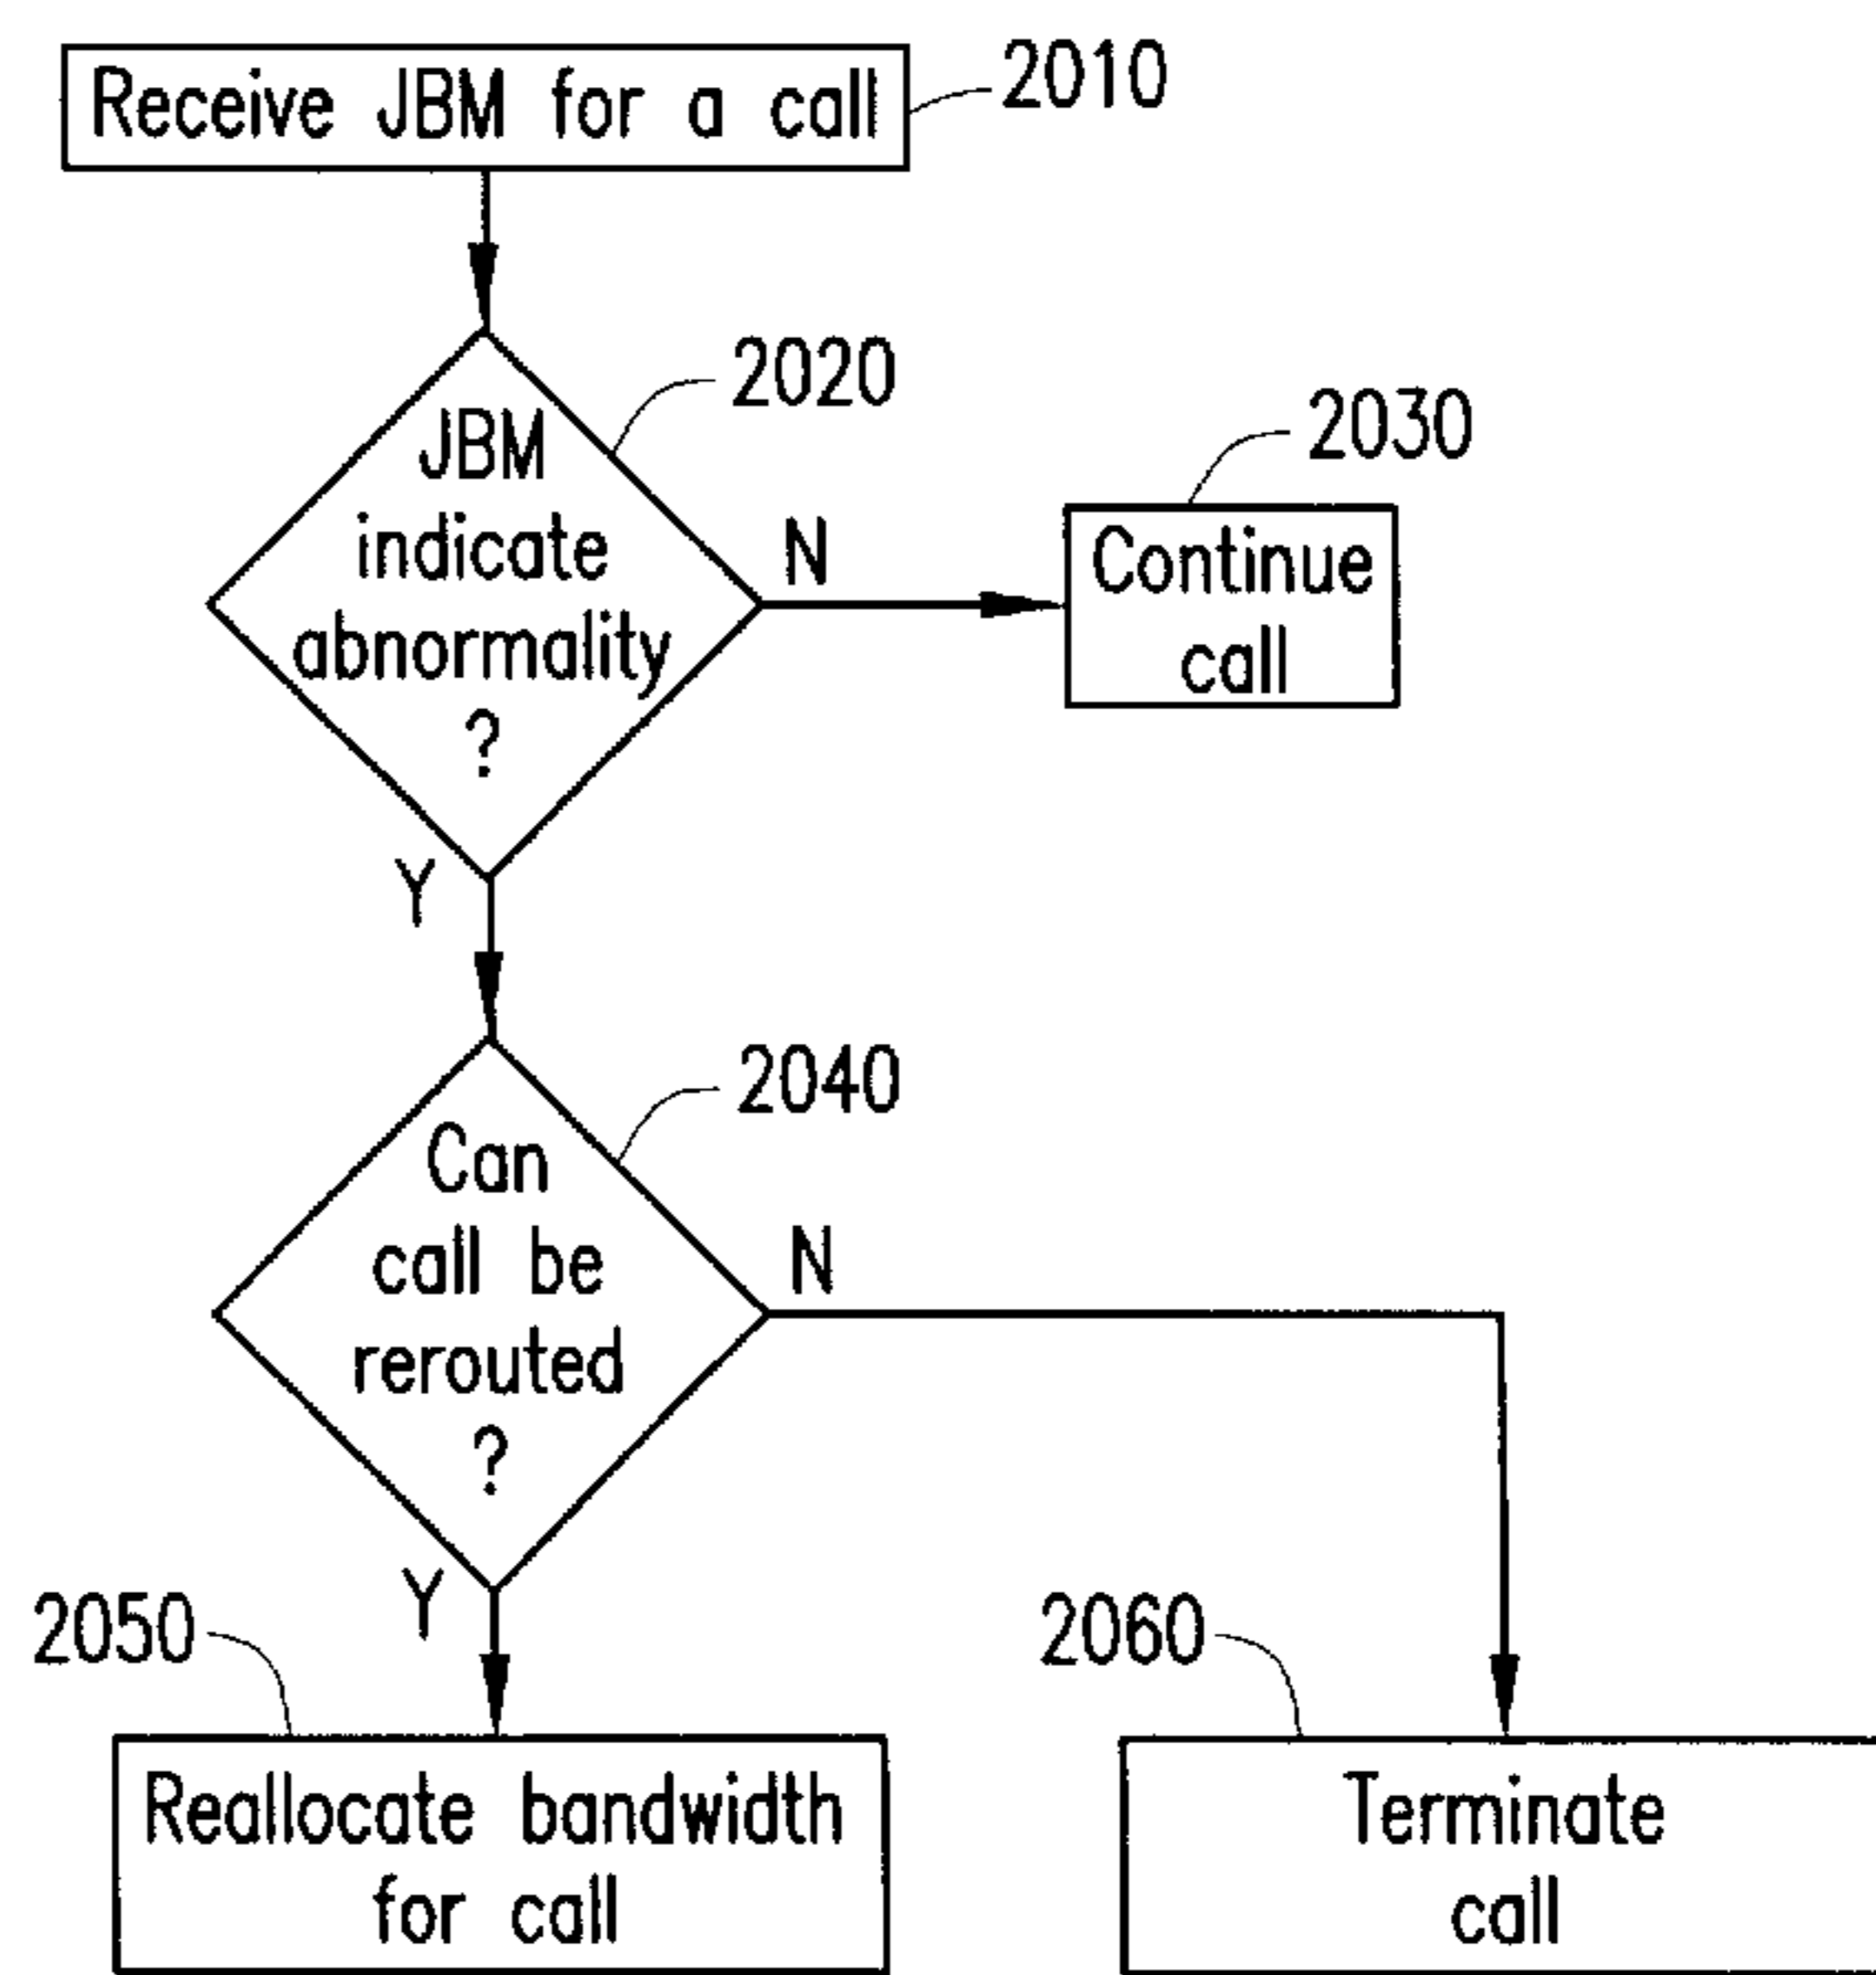 Receive JBM for a call
2010
JBM
indicate
abnormality
?
2020
N
2030
Continue
call
Y
Can
call be
rerouted
?
2040
N
Y
2050
Reallocate bandwidth
for call
2060
Terminate
call